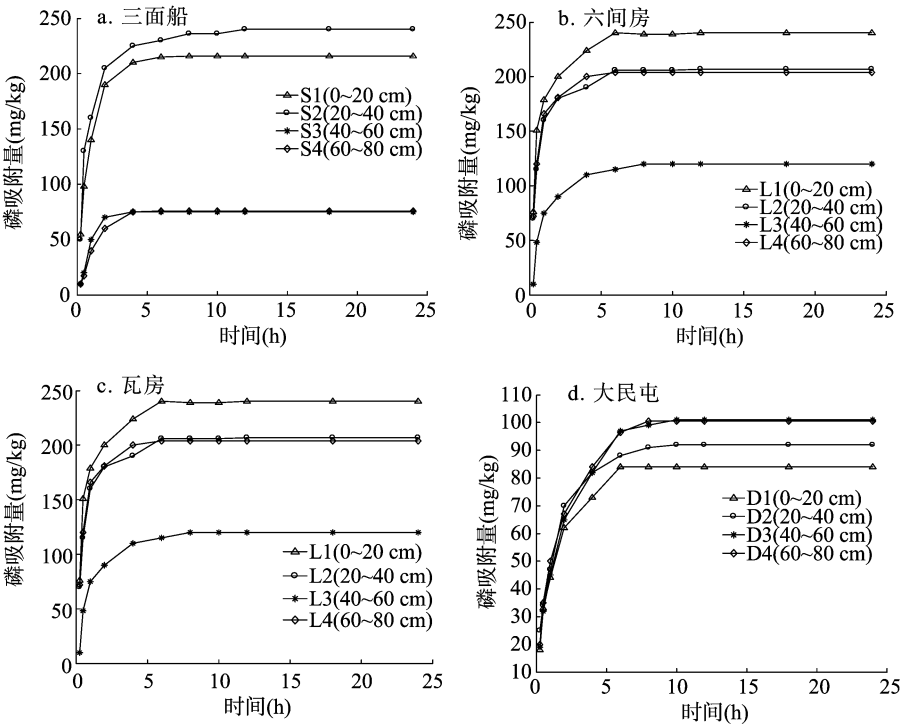 a. 三面船
250
200
150
100
50
0
磷吸附量(mg/kg)
S1(0~20 cm)
S2(20~40 cm)
S3(40~60 cm)
S4(60~80 cm)
0 5 10 15 20 25
时间(h)
b. 六间房
250
200
150
100
50
0
磷吸附量(mg/kg)
L1(0~20 cm)
L2(20~40 cm)
L3(40~60 cm)
L4(60~80 cm)
0 5 10 15 20 25
时间(h)
c. 瓦房
250
200
150
100
50
0
磷吸附量(mg/kg)
L1(0~20 cm)
L2(20~40 cm)
L3(40~60 cm)
L4(60~80 cm)
0 5 10 15 20 25
时间(h)
d. 大民屯
110
100
90
80
70
60
50
40
30
20
10
磷吸附量(mg/kg)
D1(0~20 cm)
D2(20~40 cm)
D3(40~60 cm)
D4(60~80 cm)
0 5 10 15 20 25
时间(h)